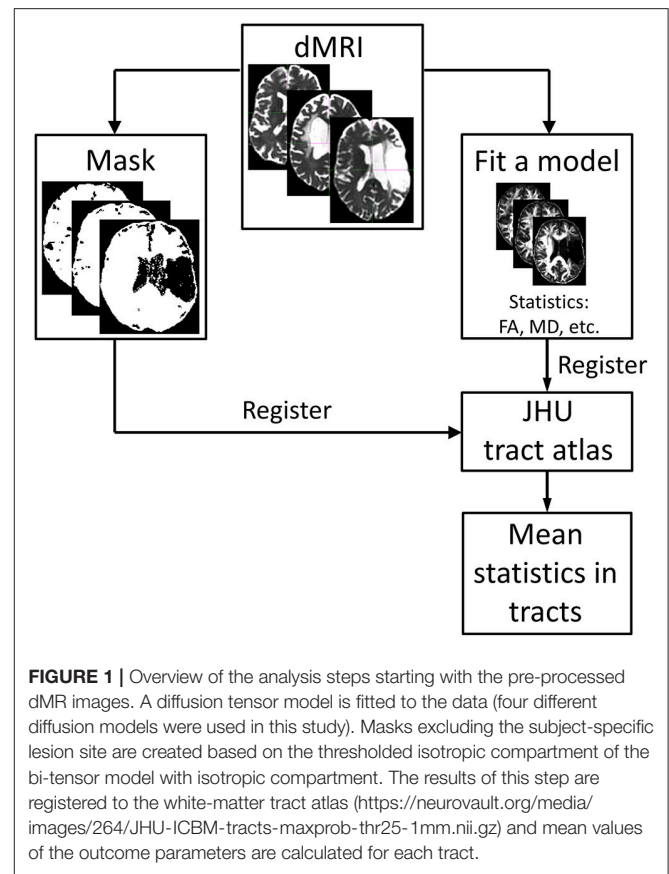 dMRI
Mask
Fit a model
Statistics:
FA, MD, etc.
Register
Register
JHU
tract atlas
Mean
statistics in
tracts
FIGURE 1 | Overview of the analysis steps starting with the pre-processed
dMR images. A diffusion tensor model is fitted to the data (four different
diffusion models were used in this study). Masks excluding the subject-specific
lesion site are created based on the thresholded isotropic compartment of the
bi-tensor model with isotropic compartment. The results of this step are
registered to the white-matter tract atlas (https://neurovault.org/media/
images/264/JHU-ICBM-tracts-maxprob-thr25-1mm.nii.gz) and mean values
of the outcome parameters are calculated for each tract.